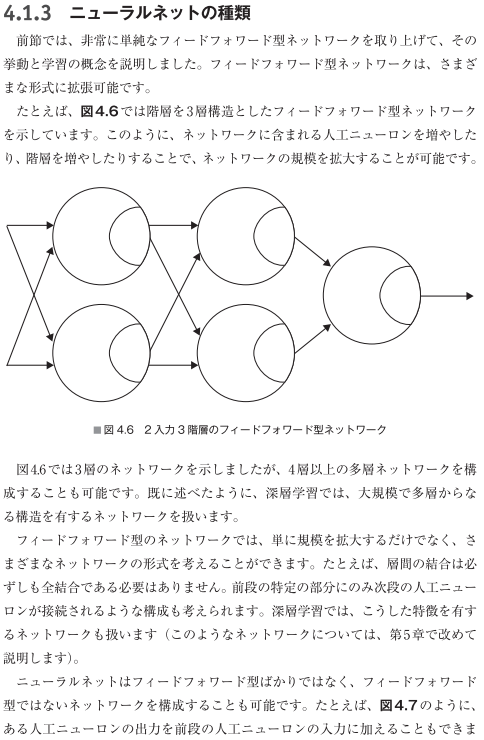 4.1.3 ニューラルネットの種類
前節では、非常に単純なフィードフォワード型ネットワークを取り上げて、その
挙動と学習の概念を説明しました。フィードフォワード型ネットワークは、さまざ
まな形式に拡張可能です。
たとえば、図4.6では階層を3層構造としたフィードフォワード型ネットワーク
を示しています。このように、ネットワークに含まれる人工ニューロンを増やした
り、階層を増やしたりすることで、ネットワークの規模を拡大することが可能です。
■図 4.6 2 入力 3 階層のフィードフォワード型ネットワーク
図4.6では3層のネットワークを示しましたが、4層以上の多層ネットワークを構
成することも可能です。既に述べたように、深層学習では、大規模で多層からな
る構造を有するネットワークを扱います。
フィードフォワード型のネットワークでは、単に規模を拡大するだけでなく、さ
まざまなネットワークの形式を考えることができます。たとえば、層間の結合は必
ずしも全結合である必要はありません。前段の特定の部分にのみ次段の人工ニュー
ロンが接続されるような構成も考えられます。深層学習では、こうした特徴を有す
るネットワークも扱います（このようなネットワークについては、第5章で改めて
説明します）。
ニューラルネットはフィードフォワード型ばかりではなく、フィードフォワード
型ではないネットワークを構成することも可能です。たとえば、図4.7のように、
ある人工ニューロンの出力を前段の人工ニューロンの入力に加えることもできま